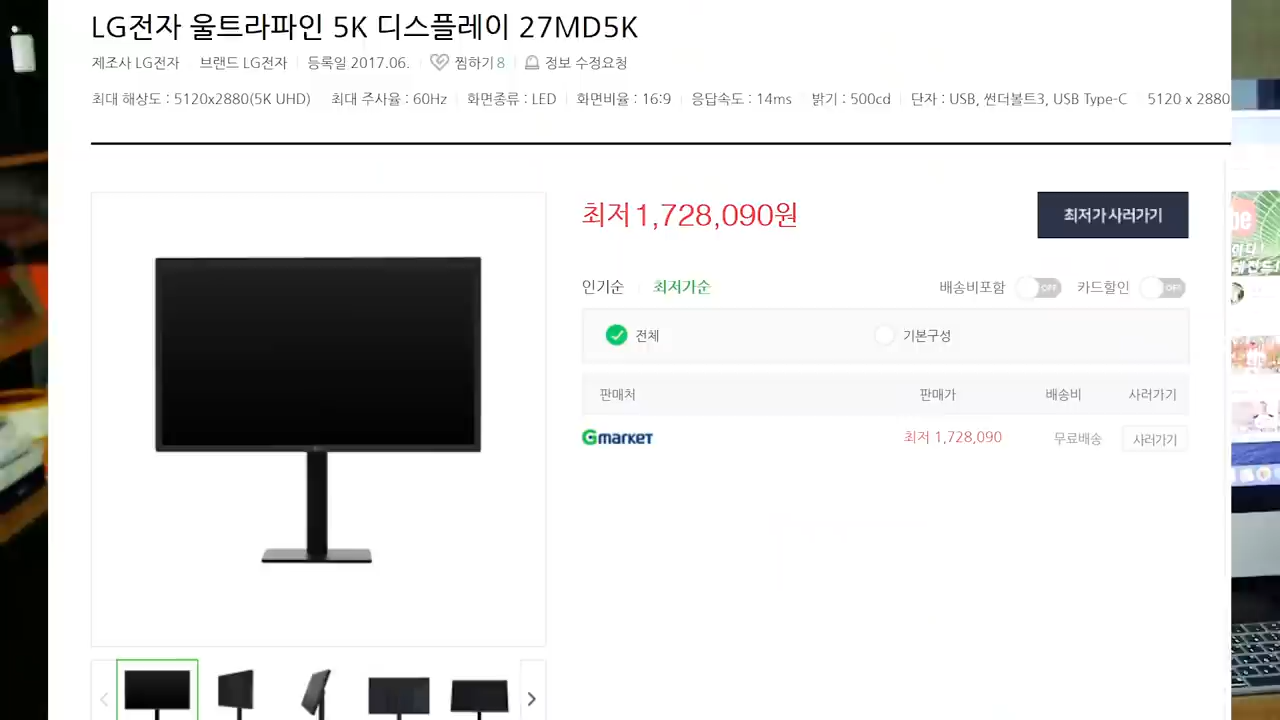 LG전자 울트라파인 5K 디스플레이 27MD5K
제조사 LG전자 브랜드 LG전자 등록일 2017.06. 찜하기 8 정보 수정요청
최대 해상도 : 5120x2880(5K UHD) 최대 주사율 : 60Hz 화면종류 : LED 화면비율 : 16:9 응답속도 : 14ms 밝기 : 500cd 단자 : USB, 썬더볼트3, USB Type-C 5120 x 2880
최저 1,728,090원
최저가 사러가기
인기순 최저가순 배송비포함 OFF 카드할인 OFF
전체 기본구성
판매처 판매가 배송비 사러가기
Gmarket 최저 1,728,090 무료배송 사러가기